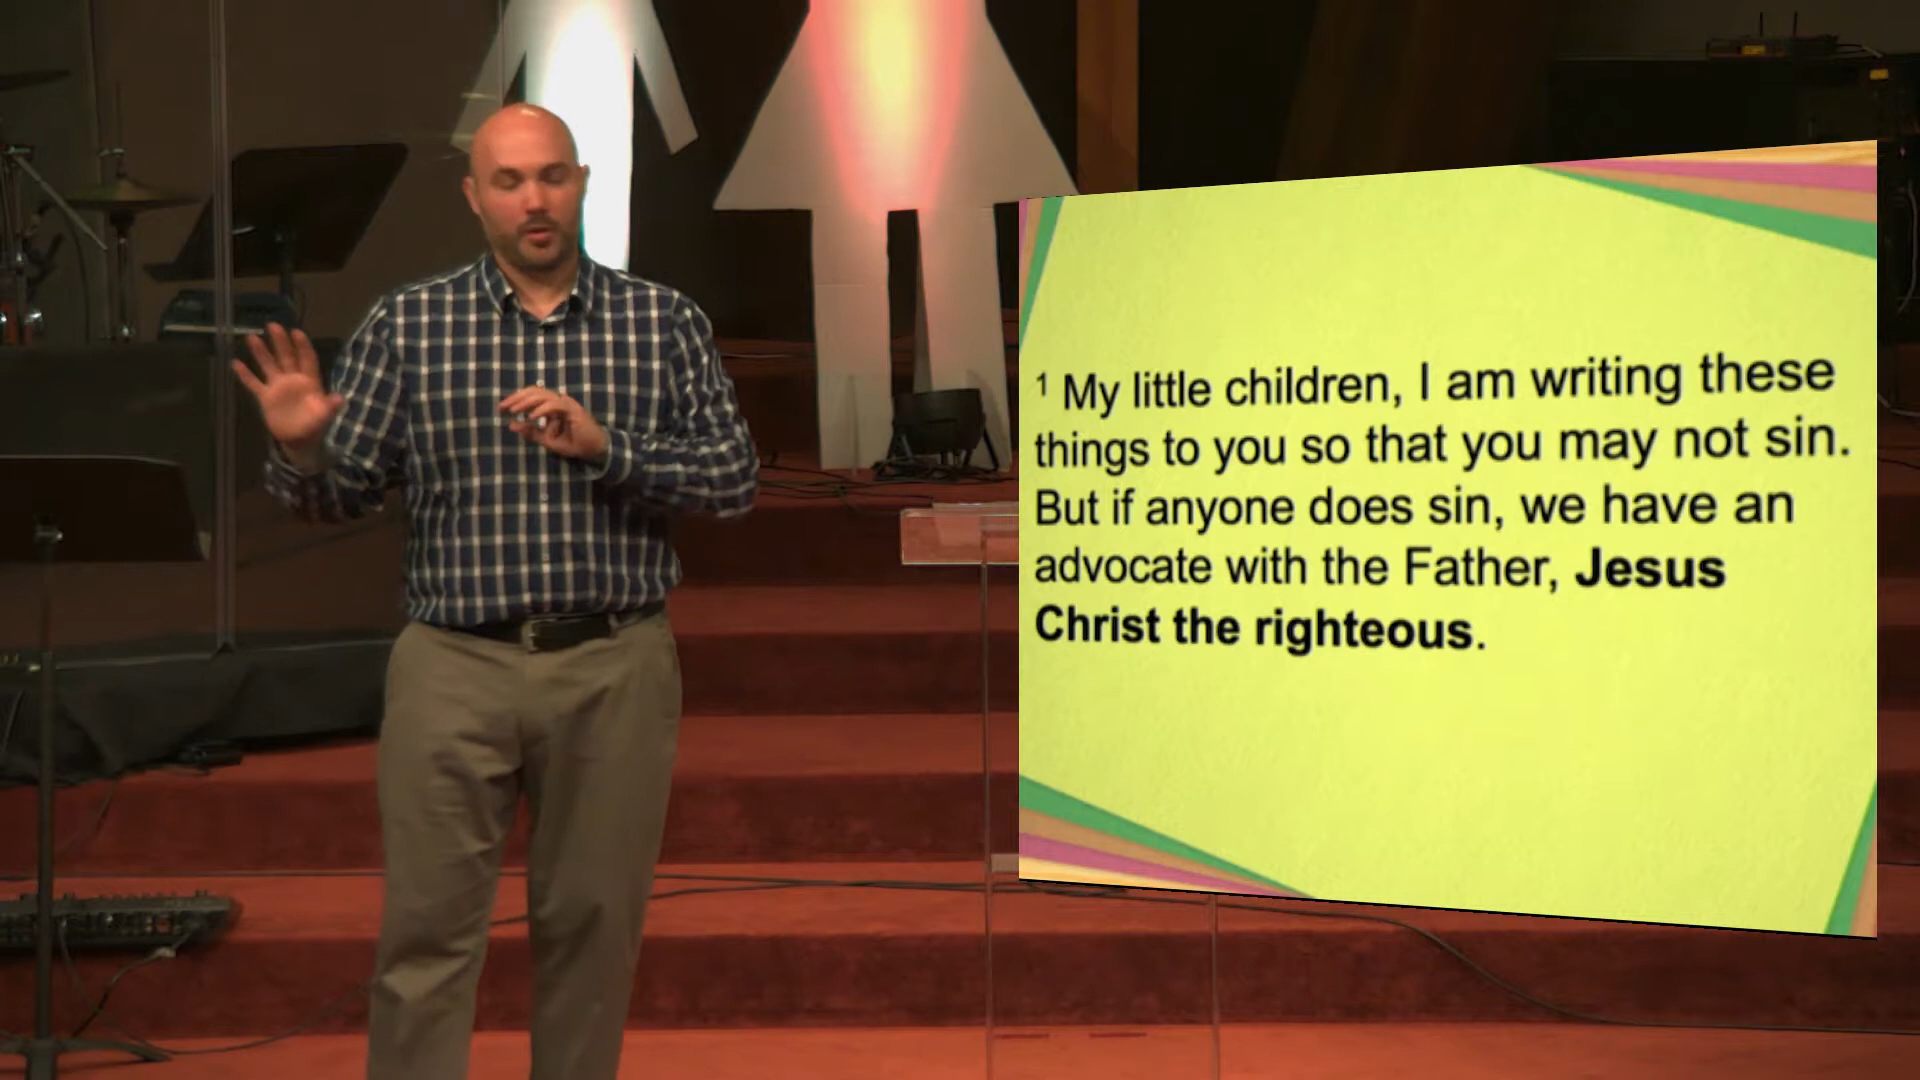 ¹ My little children, I am writing these
things to you so that you may not sin.
But if anyone does sin, we have an
advocate with the Father, Jesus
Christ the righteous.